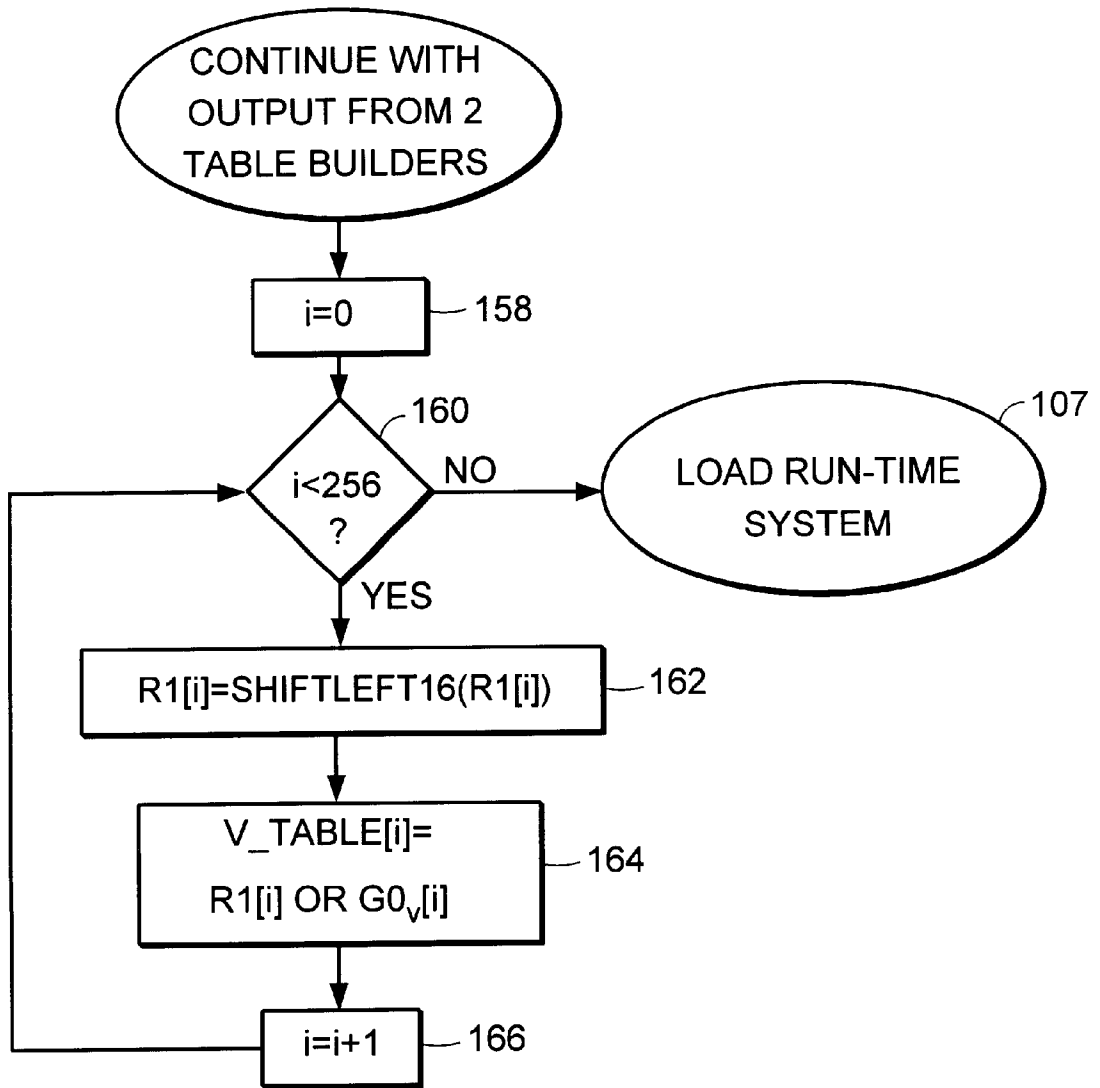 CONTINUE WITH
OUTPUT FROM 2
TABLE BUILDERS
i=0
158
160
i<256
?
NO
YES
107
LOAD RUN-TIME
SYSTEM
R1[i]=SHIFTLEFT16(R1[i])
162
V_TABLE[i]=
R1[i] OR G0v[i]
164
i=i+1
166